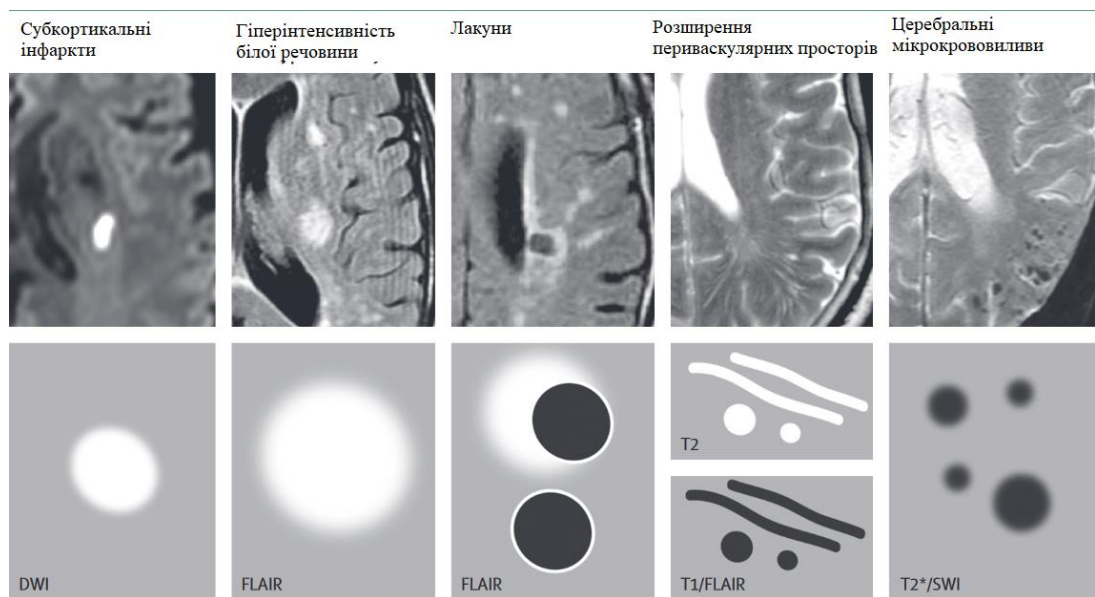 Субкортикальні
інфаркти
Гіперінтенсивність
білої речовини
Лакуни
Розширення
периваскулярних просторів
Церебральні
мікрокрововиливи
T2
DWI
FLAIR
FLAIR
T1/FLAIR
T2*/SWI